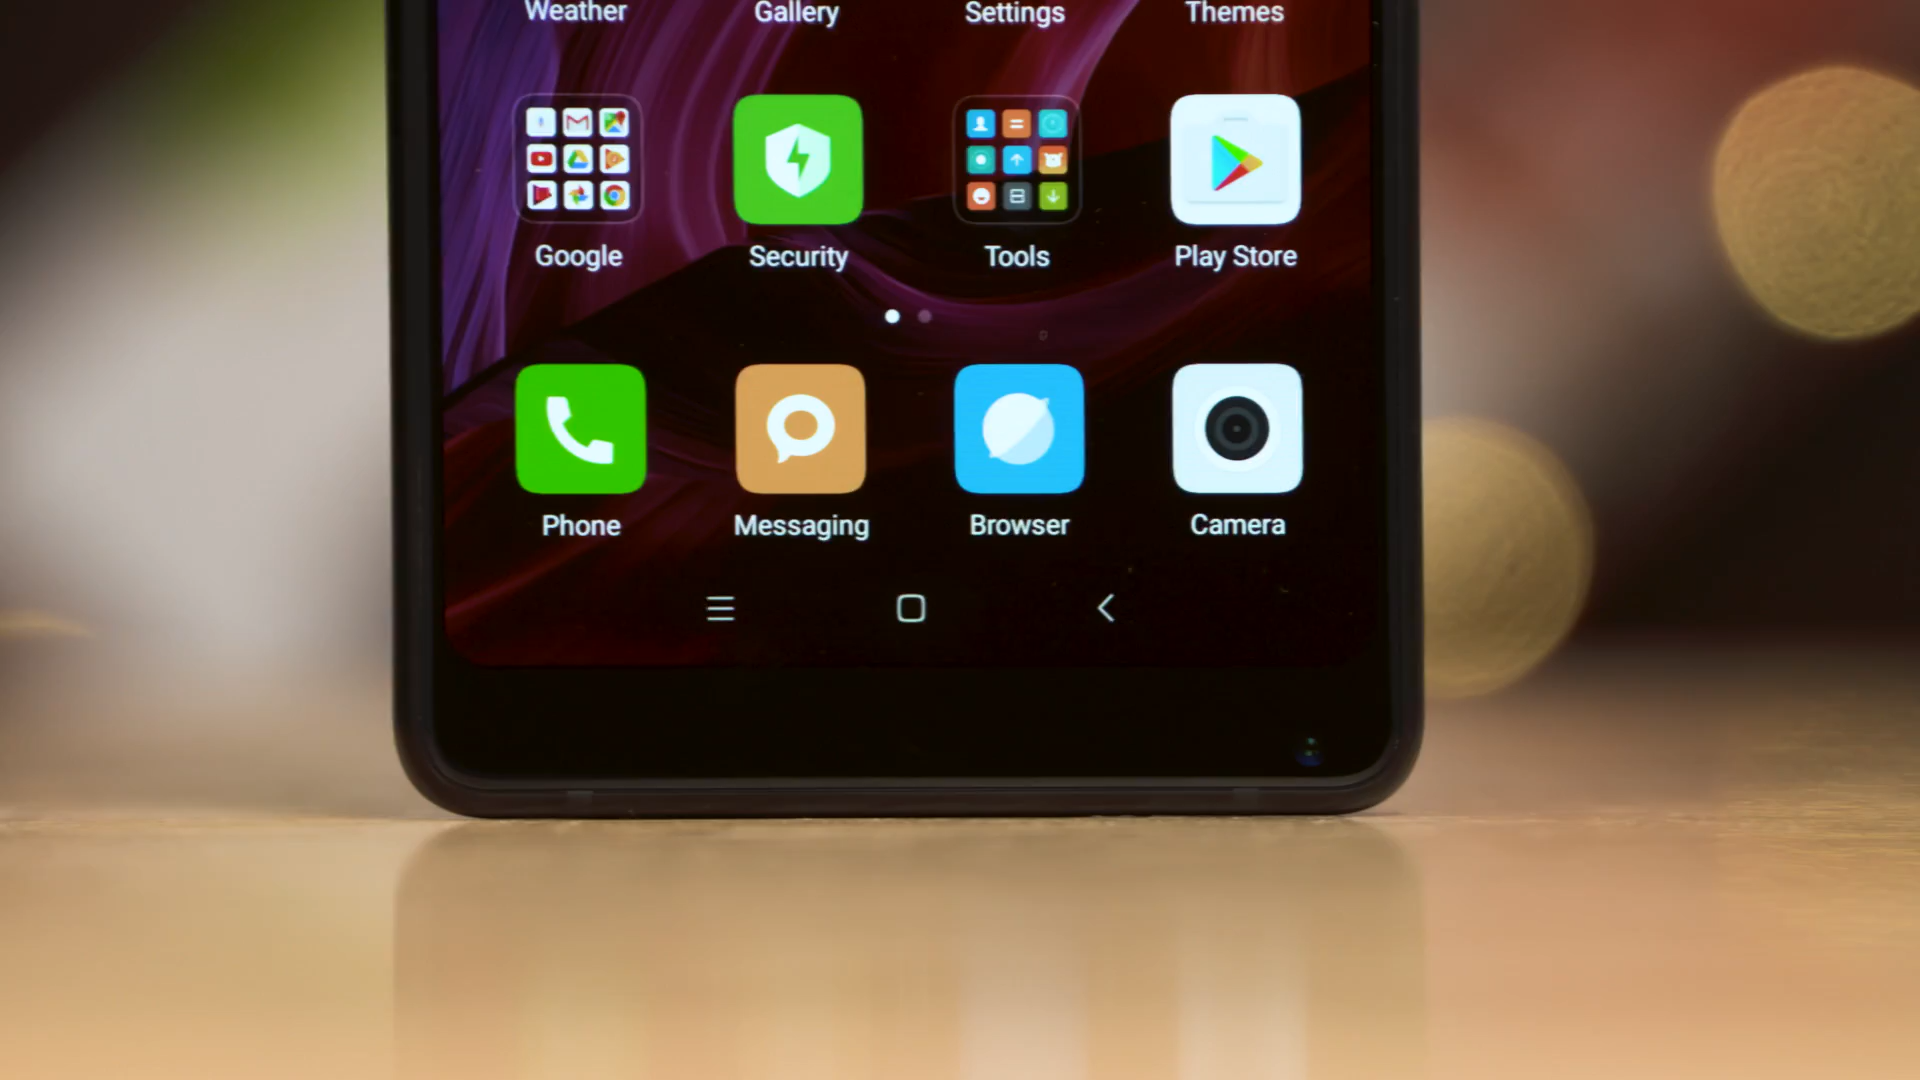 Weather Gallery Settings Themes
Google Security Tools Play Store
Phone Messaging Browser Camera